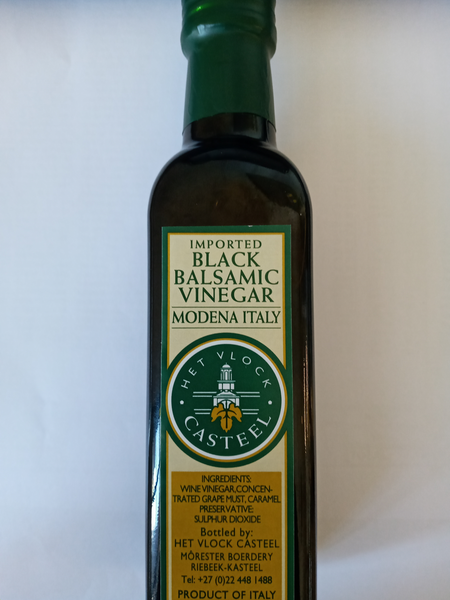 IMPORTED
BLACK
BALSAMIC
VINEGAR
MODENA ITALY
HET VLOCK
CASTEEL
INGREDIENTS:
WINE VINEGAR,CONCEN-
TRATED GRAPE MUST, CARAMEL
PRESERVATIVE:
SULPHUR DIOXIDE
Bottled by:
HET VLOCK CASTEEL
MÔRESTER BOERDERY
RIEBEEK-KASTEEL
Tel: +27 (0)22 448 1488
PRODUCT OF ITALY